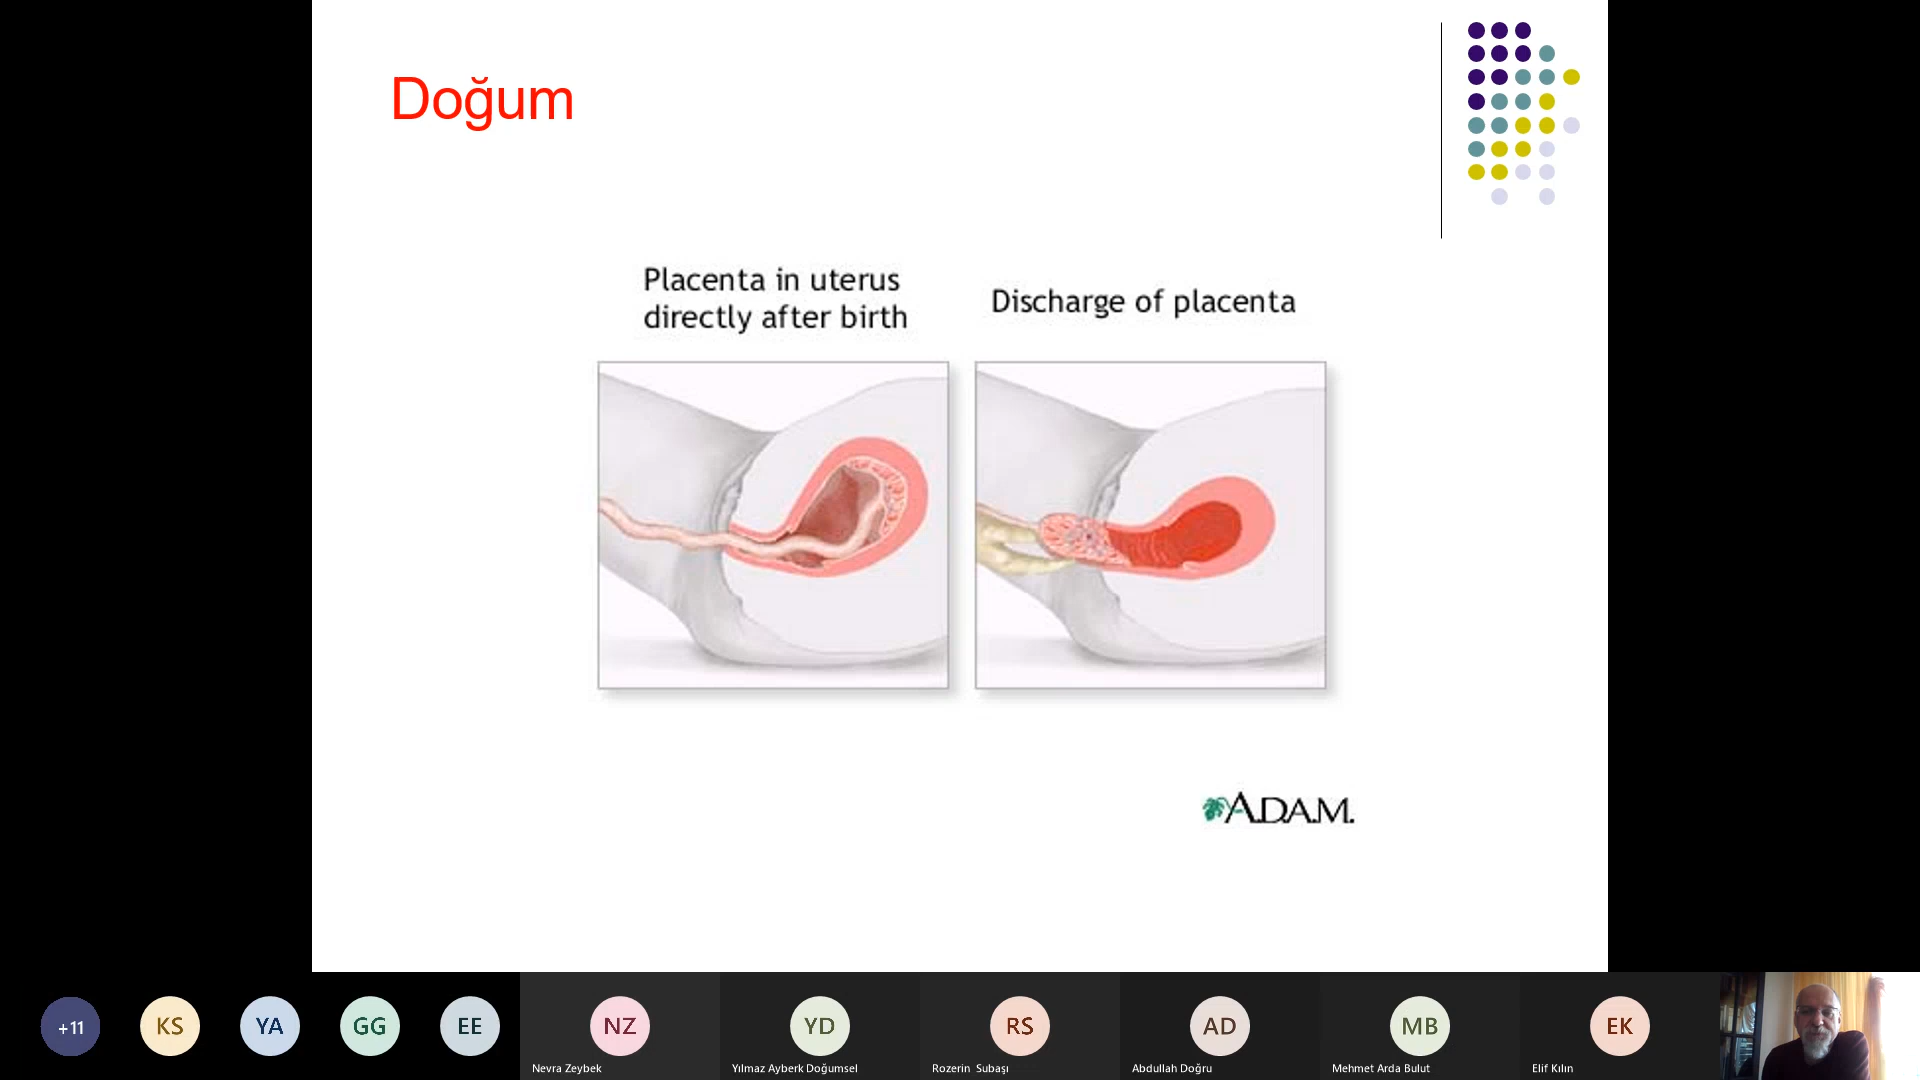 Doğum
Placenta in uterus
directly after birth
Discharge of placenta
A.D.A.M.
+11
KS
YA
GG
EE
NZ
YD
RS
AD
MB
EK
Nevra Zeybek
Yılmaz Ayberk Doğumsel
Rozerin Subaşı
Abdullah Doğru
Mehmet Arda Bulut
Elif Kılın